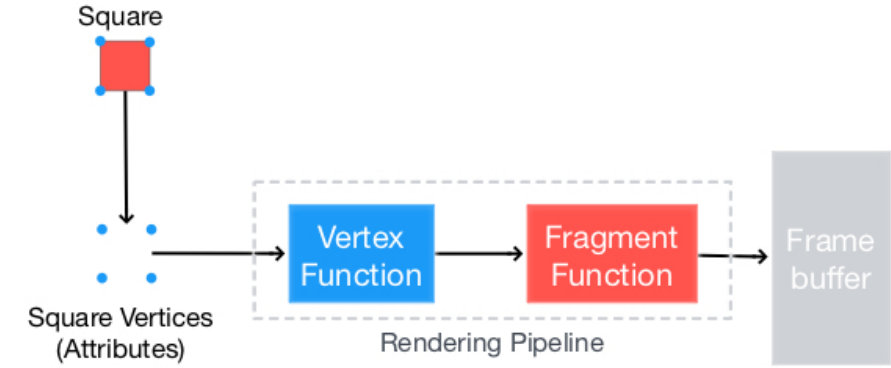 Square
Square Vertices
(Attributes)
Vertex
Function
Fragment
Function
Rendering Pipeline
Frame
buffer